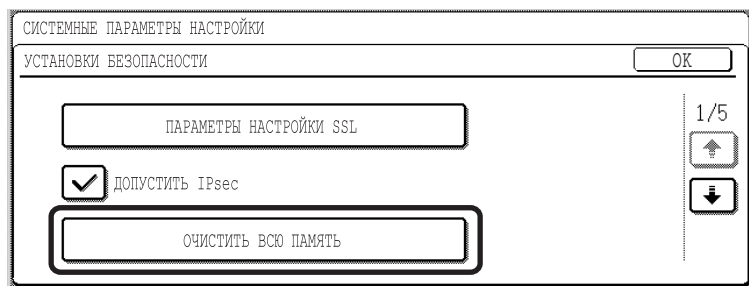 СИСТЕМНЫЕ ПАРАМЕТРЫ НАСТРОЙКИ
УСТАНОВКИ БЕЗОПАСНОСТИ OK
ПАРАМЕТРЫ НАСТРОЙКИ SSL
1/5
ДОПУСТИТЬ IPsec
ОЧИСТИТЬ ВСЮ ПАМЯТЬ